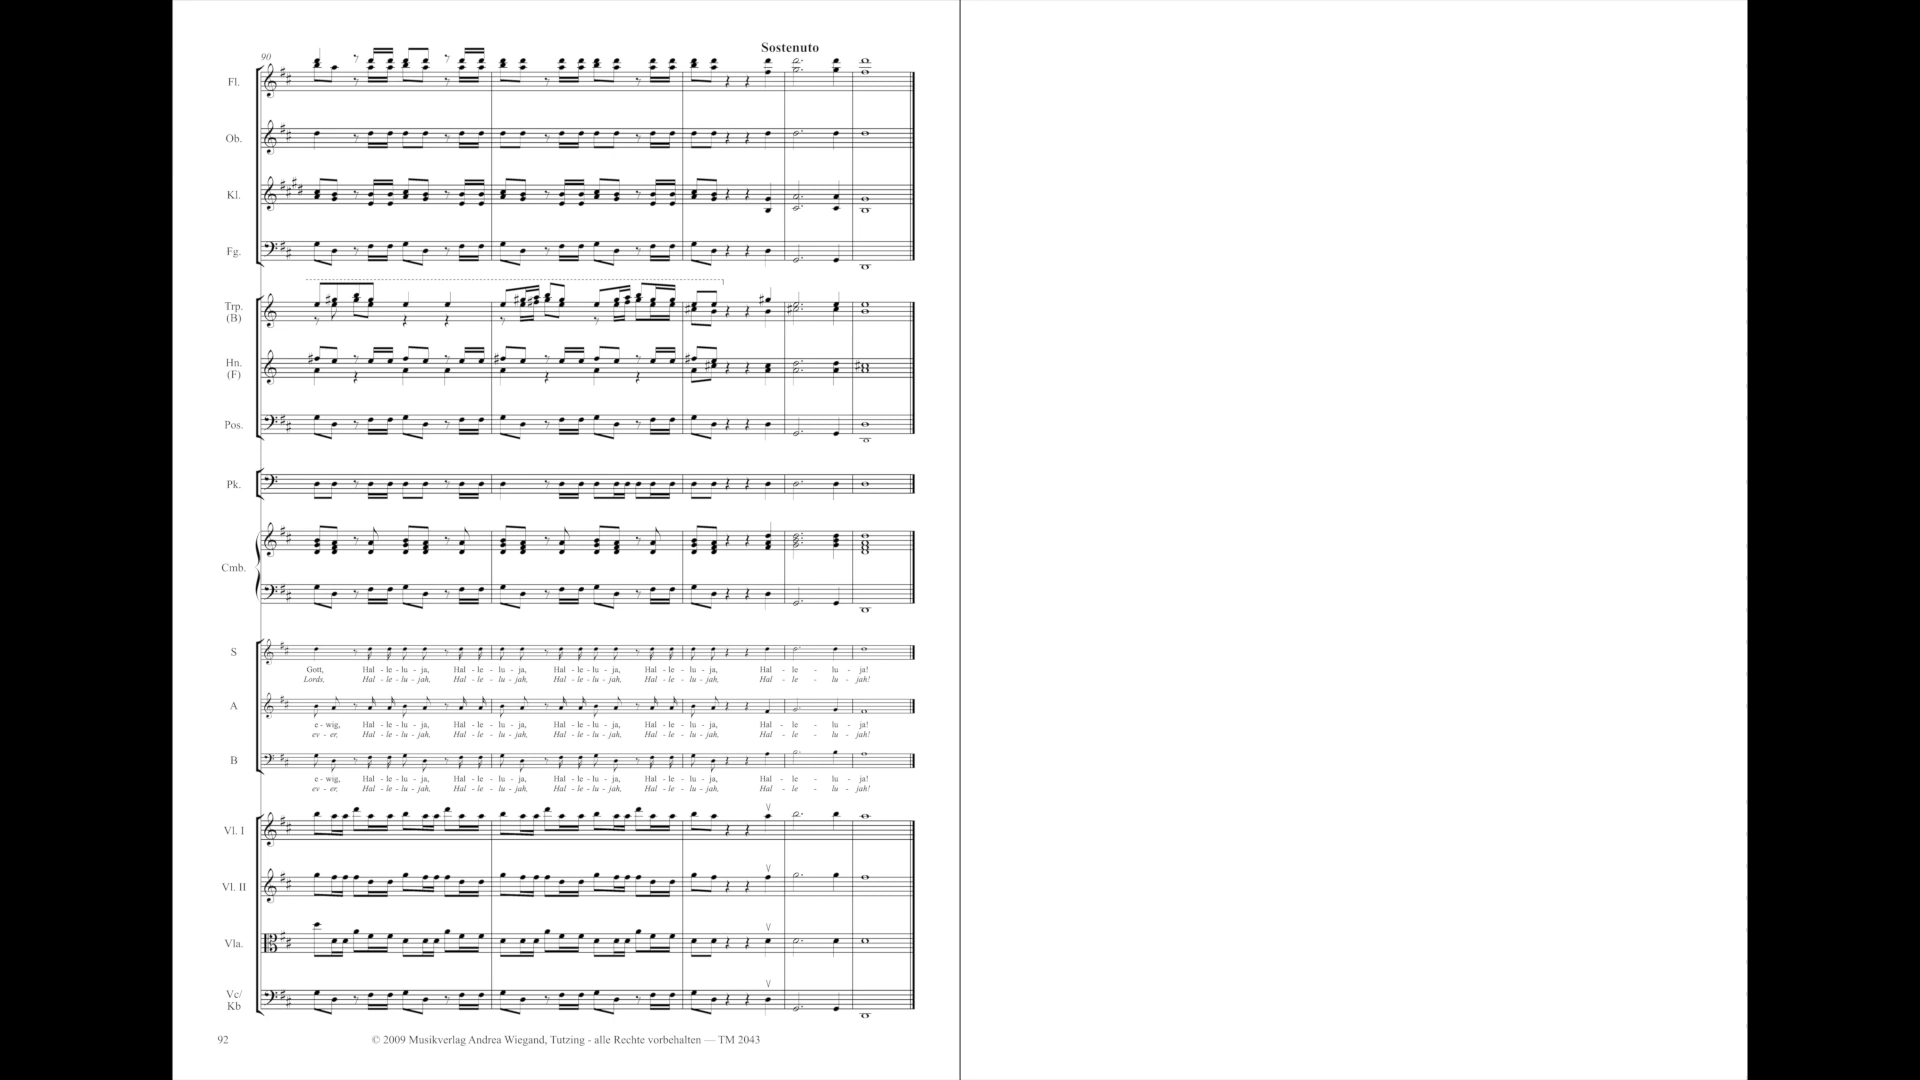 Sostenuto
90
Fl.
Ob.
Kl.
Fg.
Trp.
(B)
Hn.
(F)
Pos.
Pk.
Cmb.
S
Gott, Hal - le - lu - ja, Hal - le - lu - ja, Hal - le - lu - ja, Hal - le - lu - ja, Hal - le - lu - ja!
Lords, Hal - le - lu - jah, Hal - le - lu - jah, Hal - le - lu - jah, Hal - le - lu - jah, Hal - le - lu - jah!
A
e - wig, Hal - le - lu - ja, Hal - le - lu - ja, Hal - le - lu - ja, Hal - le - lu - ja, Hal - le - lu - ja!
ev - er, Hal - le - lu - jah, Hal - le - lu - jah, Hal - le - lu - jah, Hal - le - lu - jah, Hal - le - lu - jah!
B
e - wig, Hal - le - lu - ja, Hal - le - lu - ja, Hal - le - lu - ja, Hal - le - lu - ja, Hal - le - lu - ja!
ev - er, Hal - le - lu - jah, Hal - le - lu - jah, Hal - le - lu - jah, Hal - le - lu - jah, Hal - le - lu - jah!
Vl. I
Vl. II
Vla.
Vc/
Kb
92 © 2009 Musikverlag Andrea Wiegand, Tutzing - alle Rechte vorbehalten — TM 2043